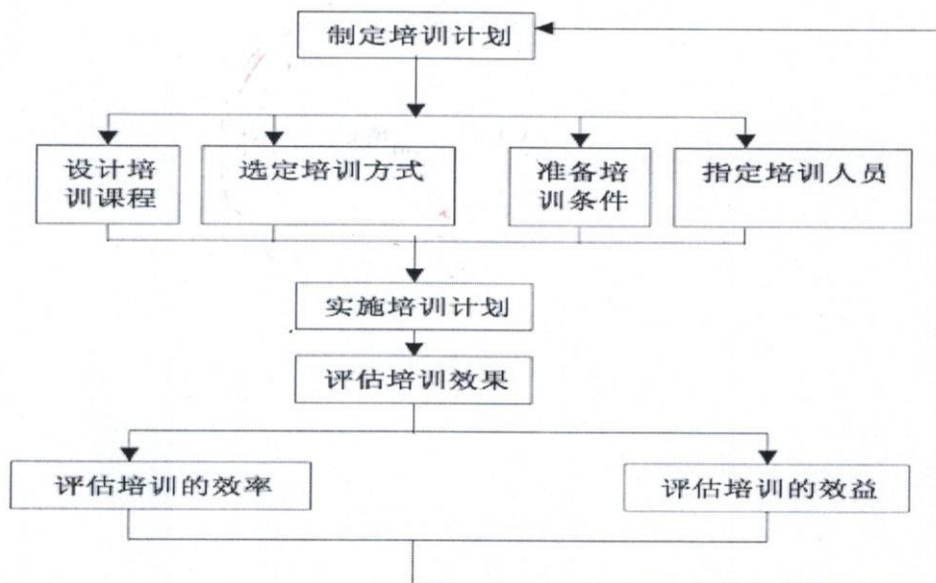 制定培训计划
设计培
训课程
选定培训方式
准备培
训条件
指定培训人员
实施培训计划
评估培训效果
评估培训的效率
评估培训的效益